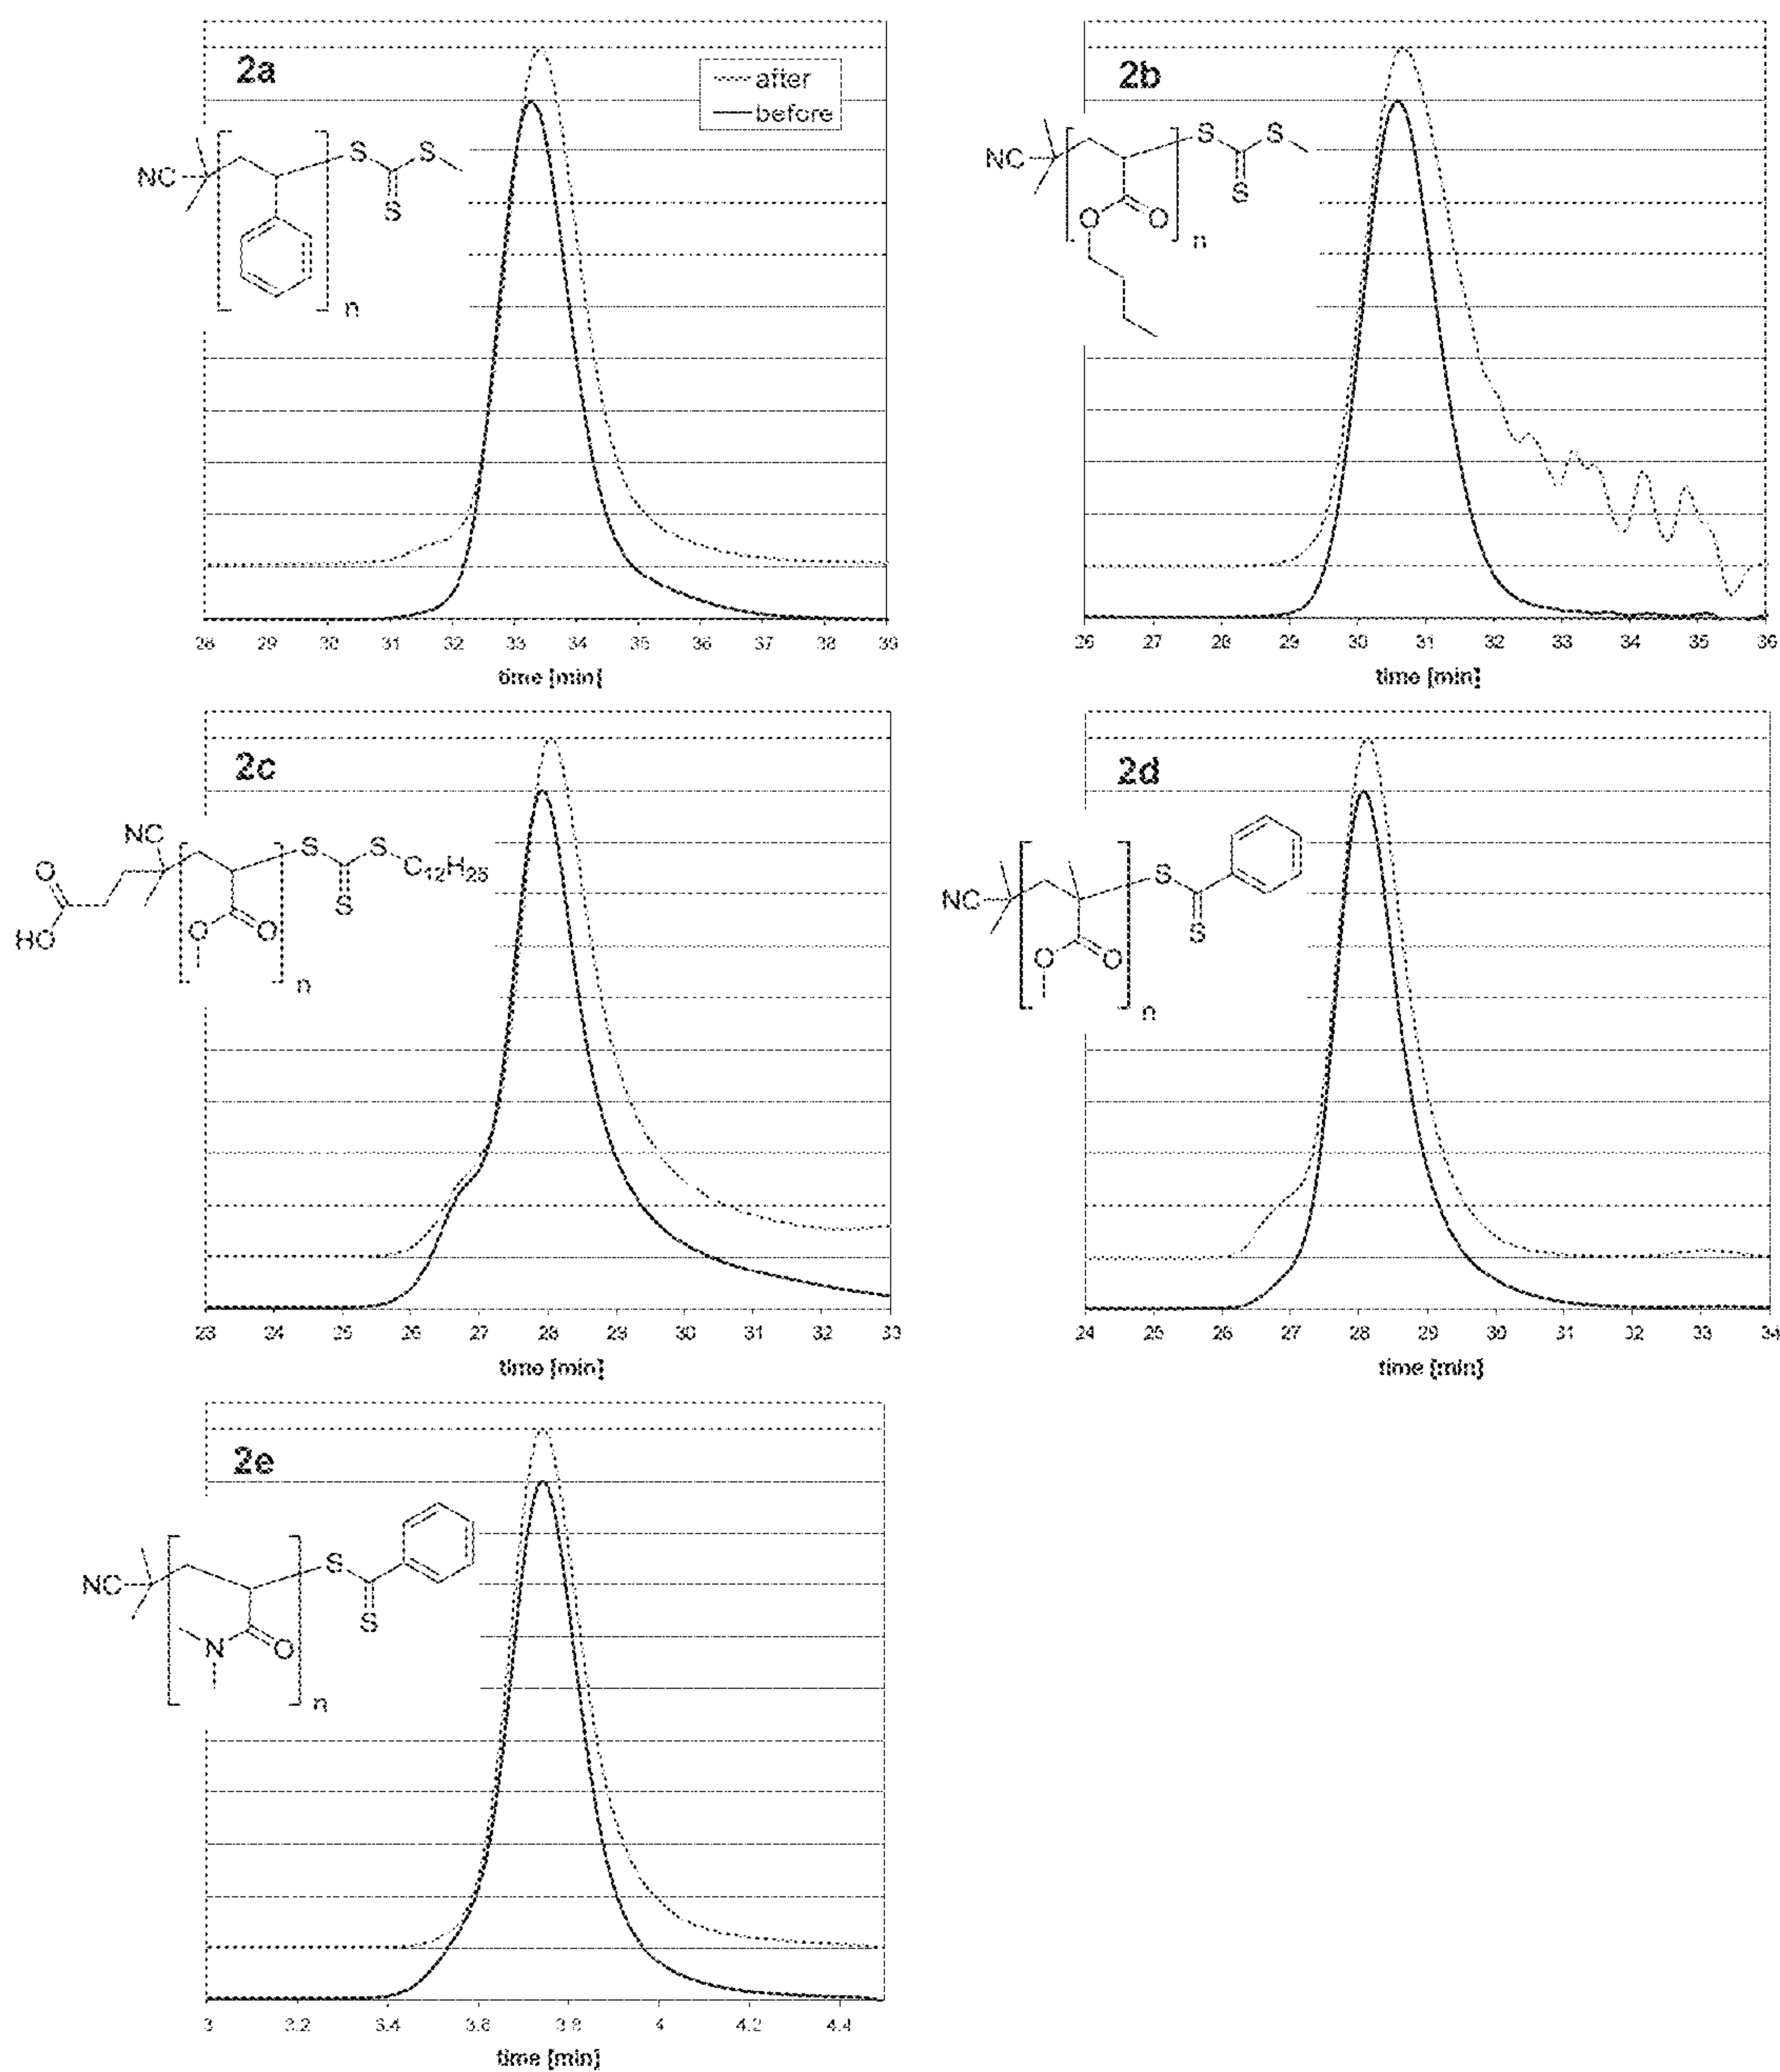 2a
after
before
NC
S
S
S
n
28 29 30 31 32 33 34 35 36 37 38 39
time [min]
2b
NC
S
S
S
O
O
n
26 27 28 29 30 31 32 33 34 35 36
time [min]
2c
NC
O
HO
S
S
C12H25
S
O
O
n
23 24 25 26 27 28 29 30 31 32 33
time [min]
2d
NC
S
S
O
O
n
24 25 26 27 28 29 30 31 32 33 34
time [min]
2e
NC
S
S
N
O
n
3 3.2 3.4 3.6 3.8 4 4.2 4.4
time [min]